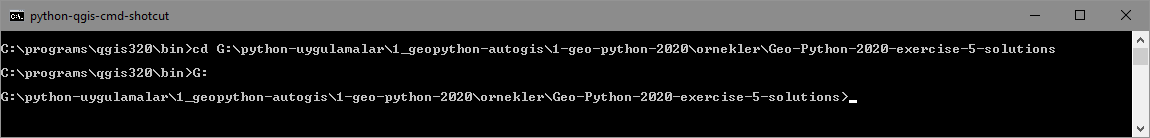 python-qgis-cmd-shotcut
C:\programs\qgis320\bin>cd G:\python-uygulamalar\1_geopython-autogis\1-geo-python-2020\ornekler\Geo-Python-2020-exercise-5-solutions
C:\programs\qgis320\bin>G:
G:\python-uygulamalar\1_geopython-autogis\1-geo-python-2020\ornekler\Geo-Python-2020-exercise-5-solutions>